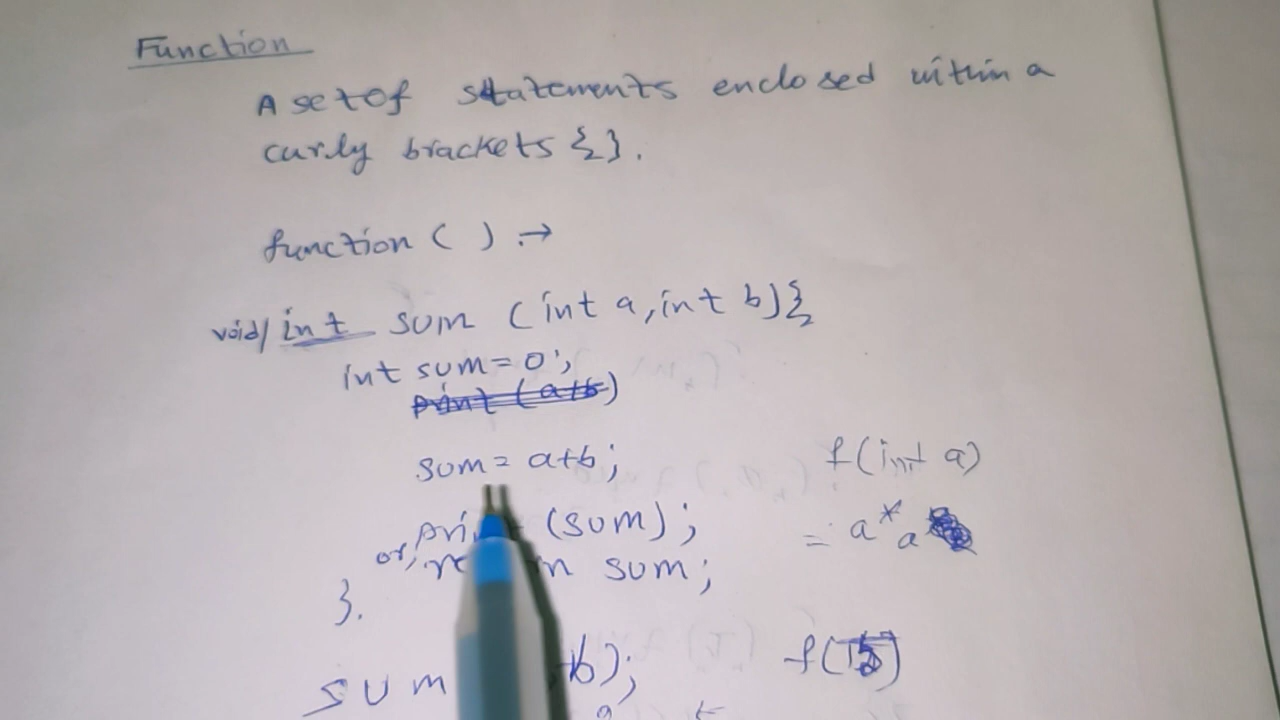 Function
A set of statements enclosed within a
curly brackets {}.
function ( ) →
void/ int sum (int a, int b) {
int sum = 0;
print (a+b)
sum = a+b;
(sum);
or, sum;
}.
sum b);
f(int a)
= a * a